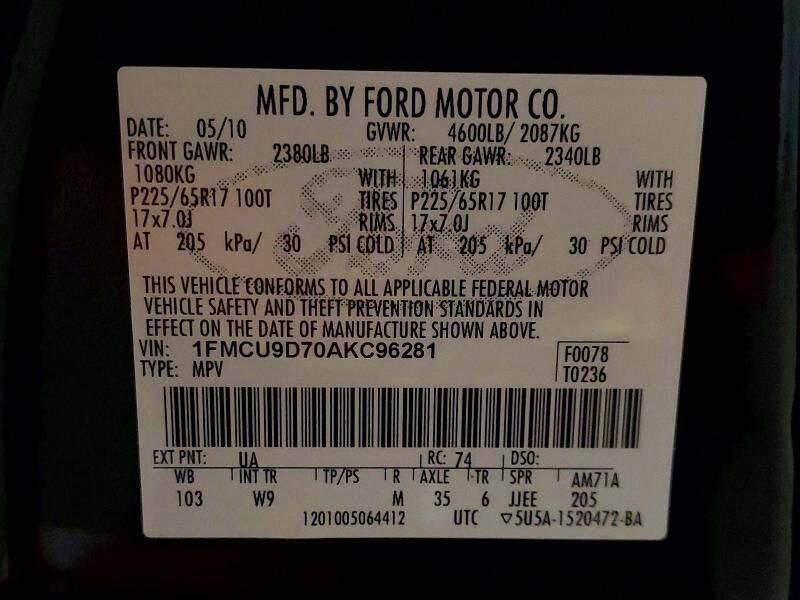 MFD. BY FORD MOTOR CO.
DATE: 05/10 GVWR: 4600LB/ 2087KG
FRONT GAWR: 2380LB REAR GAWR: 2340LB
1080KG WITH 1061KG WITH
P225/65R17 100T TIRES P225/65R17 100T TIRES
17x7.0J RIMS 17x7.0J RIMS
AT 205 kPa/ 30 PSI COLD AT 205 kPa/ 30 PSI COLD
Ford
THIS VEHICLE CONFORMS TO ALL APPLICABLE FEDERAL MOTOR
VEHICLE SAFETY AND THEFT PREVENTION STANDARDS IN
EFFECT ON THE DATE OF MANUFACTURE SHOWN ABOVE.
VIN: 1FMCU9D70AKC96281 F0078
TYPE: MPV T0236
EXT PNT: UA RC: 74 DSO:
WB INT TR TP/PS R AXLE TR SPR AM71A
103 W9 M 35 6 JJEE 205
1201005064412 UTC ▽5U5A-1520472-BA